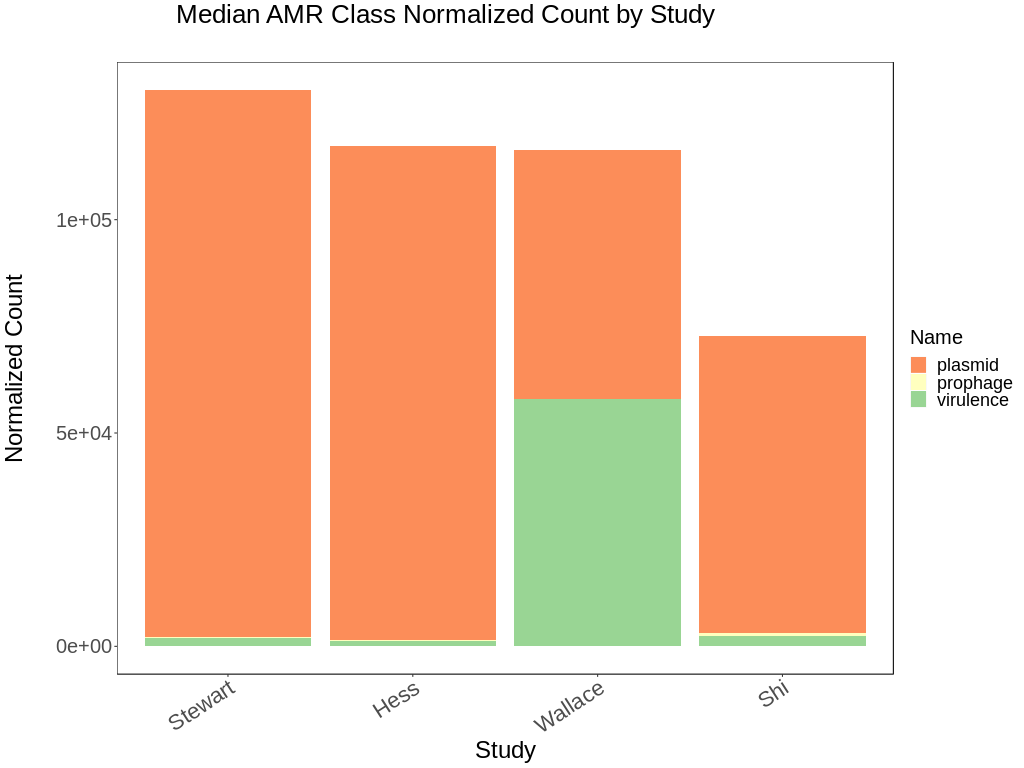 Median AMR Class Normalized Count by Study
Normalized Count
1e+05
5e+04
0e+00
Stewart
Hess
Wallace
Shi
Study
Name
plasmid
prophage
virulence